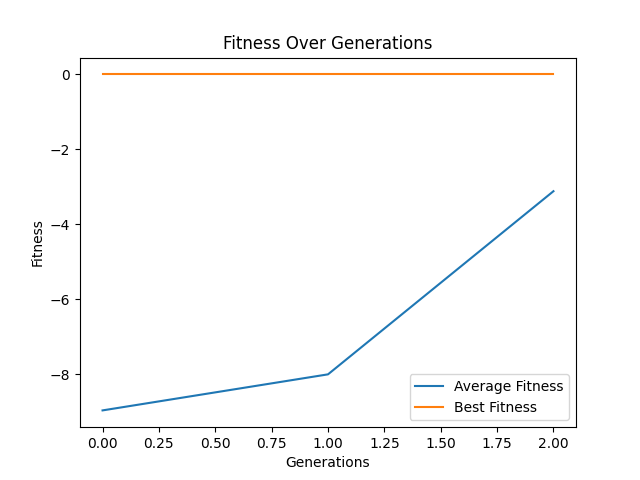 Fitness Over Generations
Fitness
0
−2
−4
−6
−8
Average Fitness
Best Fitness
0.00 0.25 0.50 0.75 1.00 1.25 1.50 1.75 2.00
Generations